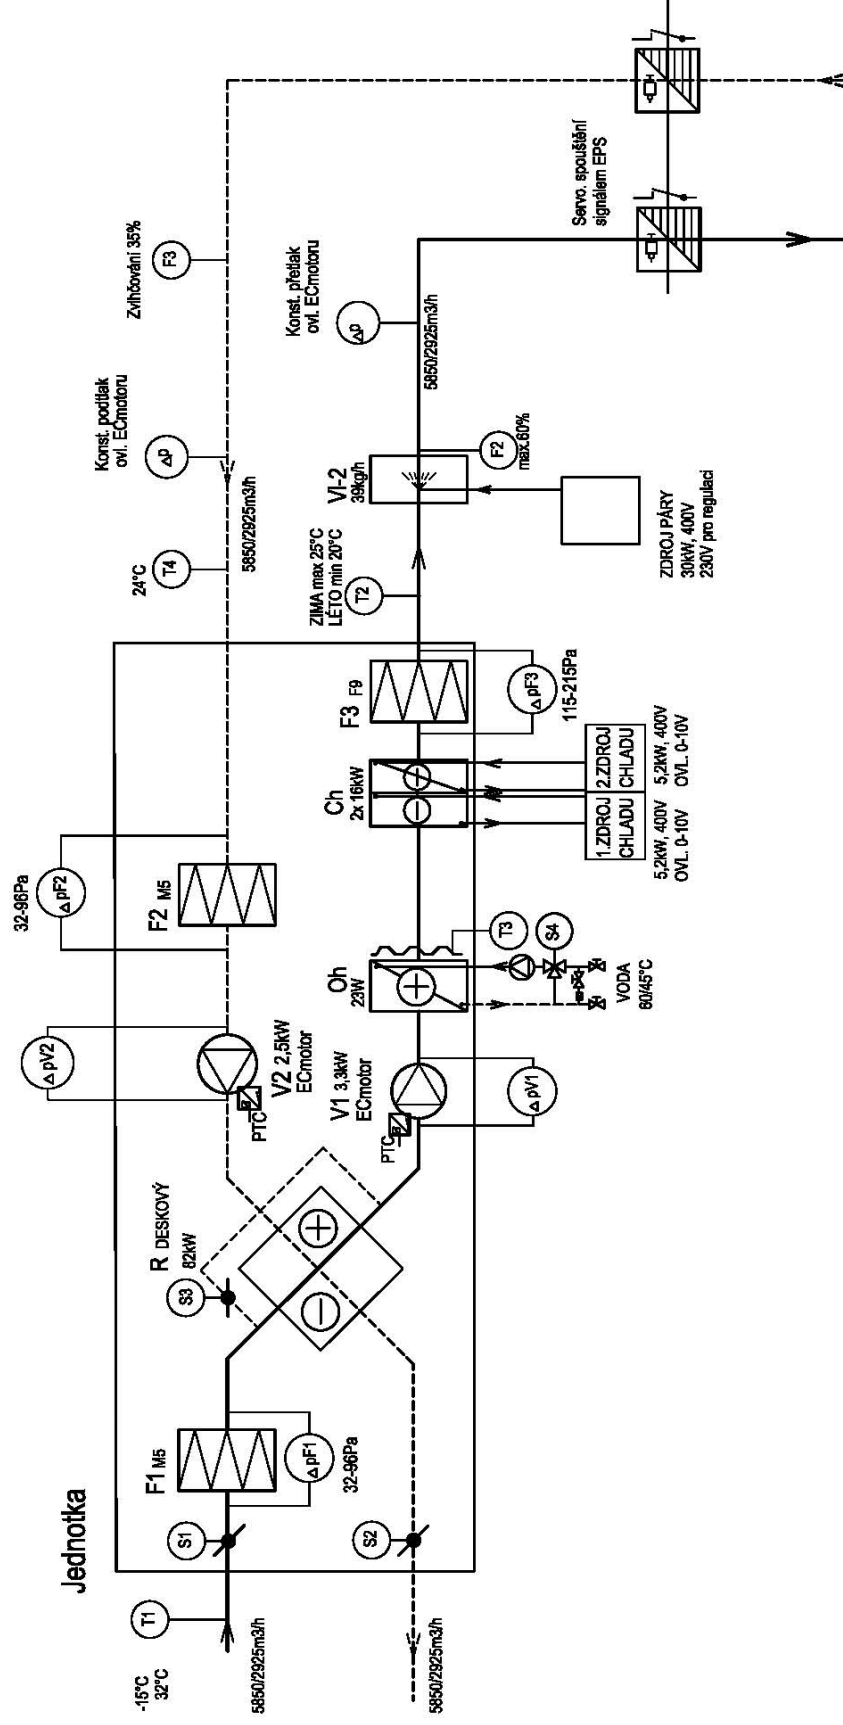 Jednotka
-15°C
32°C
T1
5850/2925m3/h
5850/2925m3/h
S1
S2
F1 M5
ΔpF1
32-96Pa
S3
R DESKOVÝ
82kW
PTC
V2 2,5kW
ECmotor
ΔpV2
PTC
V1 3,3kW
ECmotor
ΔpV1
32-96Pa
ΔpF2
F2 M5
Oh
23W
T3
S4
VODA
60/45°C
Ch
2x 16kW
1.ZDROJ
CHLADU
2.ZDROJ
CHLADU
5,2kW, 400V
OVL. 0-10V
5,2kW, 400V
OVL. 0-10V
F3 F9
ΔpF3
115-215Pa
24°C
T4
5850/2925m3/h
ZIMA max 25°C
LÉTO min 20°C
T2
Konst. podtlak
ovl. ECmotoru
Δp
VI-2
39kg/h
F2
max.60%
ZDROJ PÁRY
30kW, 400V
230V pro regulaci
Zvlhčování 35%
F3
Konst. přetlak
ovl. ECmotoru
Δp
5850/2925m3/h
Servo. spouštění
signálem EPS